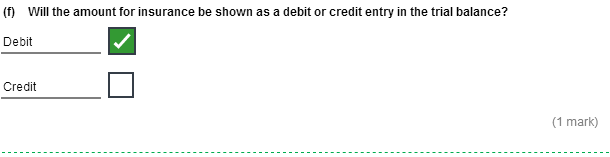 (f) Will the amount for insurance be shown as a debit or credit entry in the trial balance?
Debit
Credit
(1 mark)